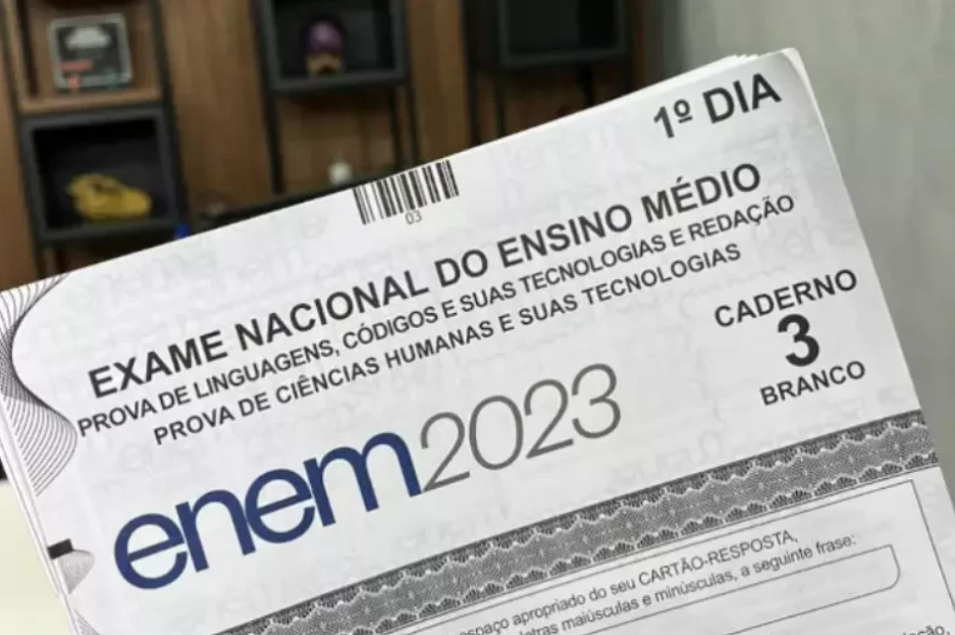 1º DIA
03
EXAME NACIONAL DO ENSINO MÉDIO
PROVA DE LINGUAGENS, CÓDIGOS E SUAS TECNOLOGIAS E REDAÇÃO
PROVA DE CIÊNCIAS HUMANAS E SUAS TECNOLOGIAS
CADERNO
3
BRANCO
enem2023
espaço apropriado do seu CARTÃO-RESPOSTA,
letras maiúsculas e minúsculas, a seguinte frase: